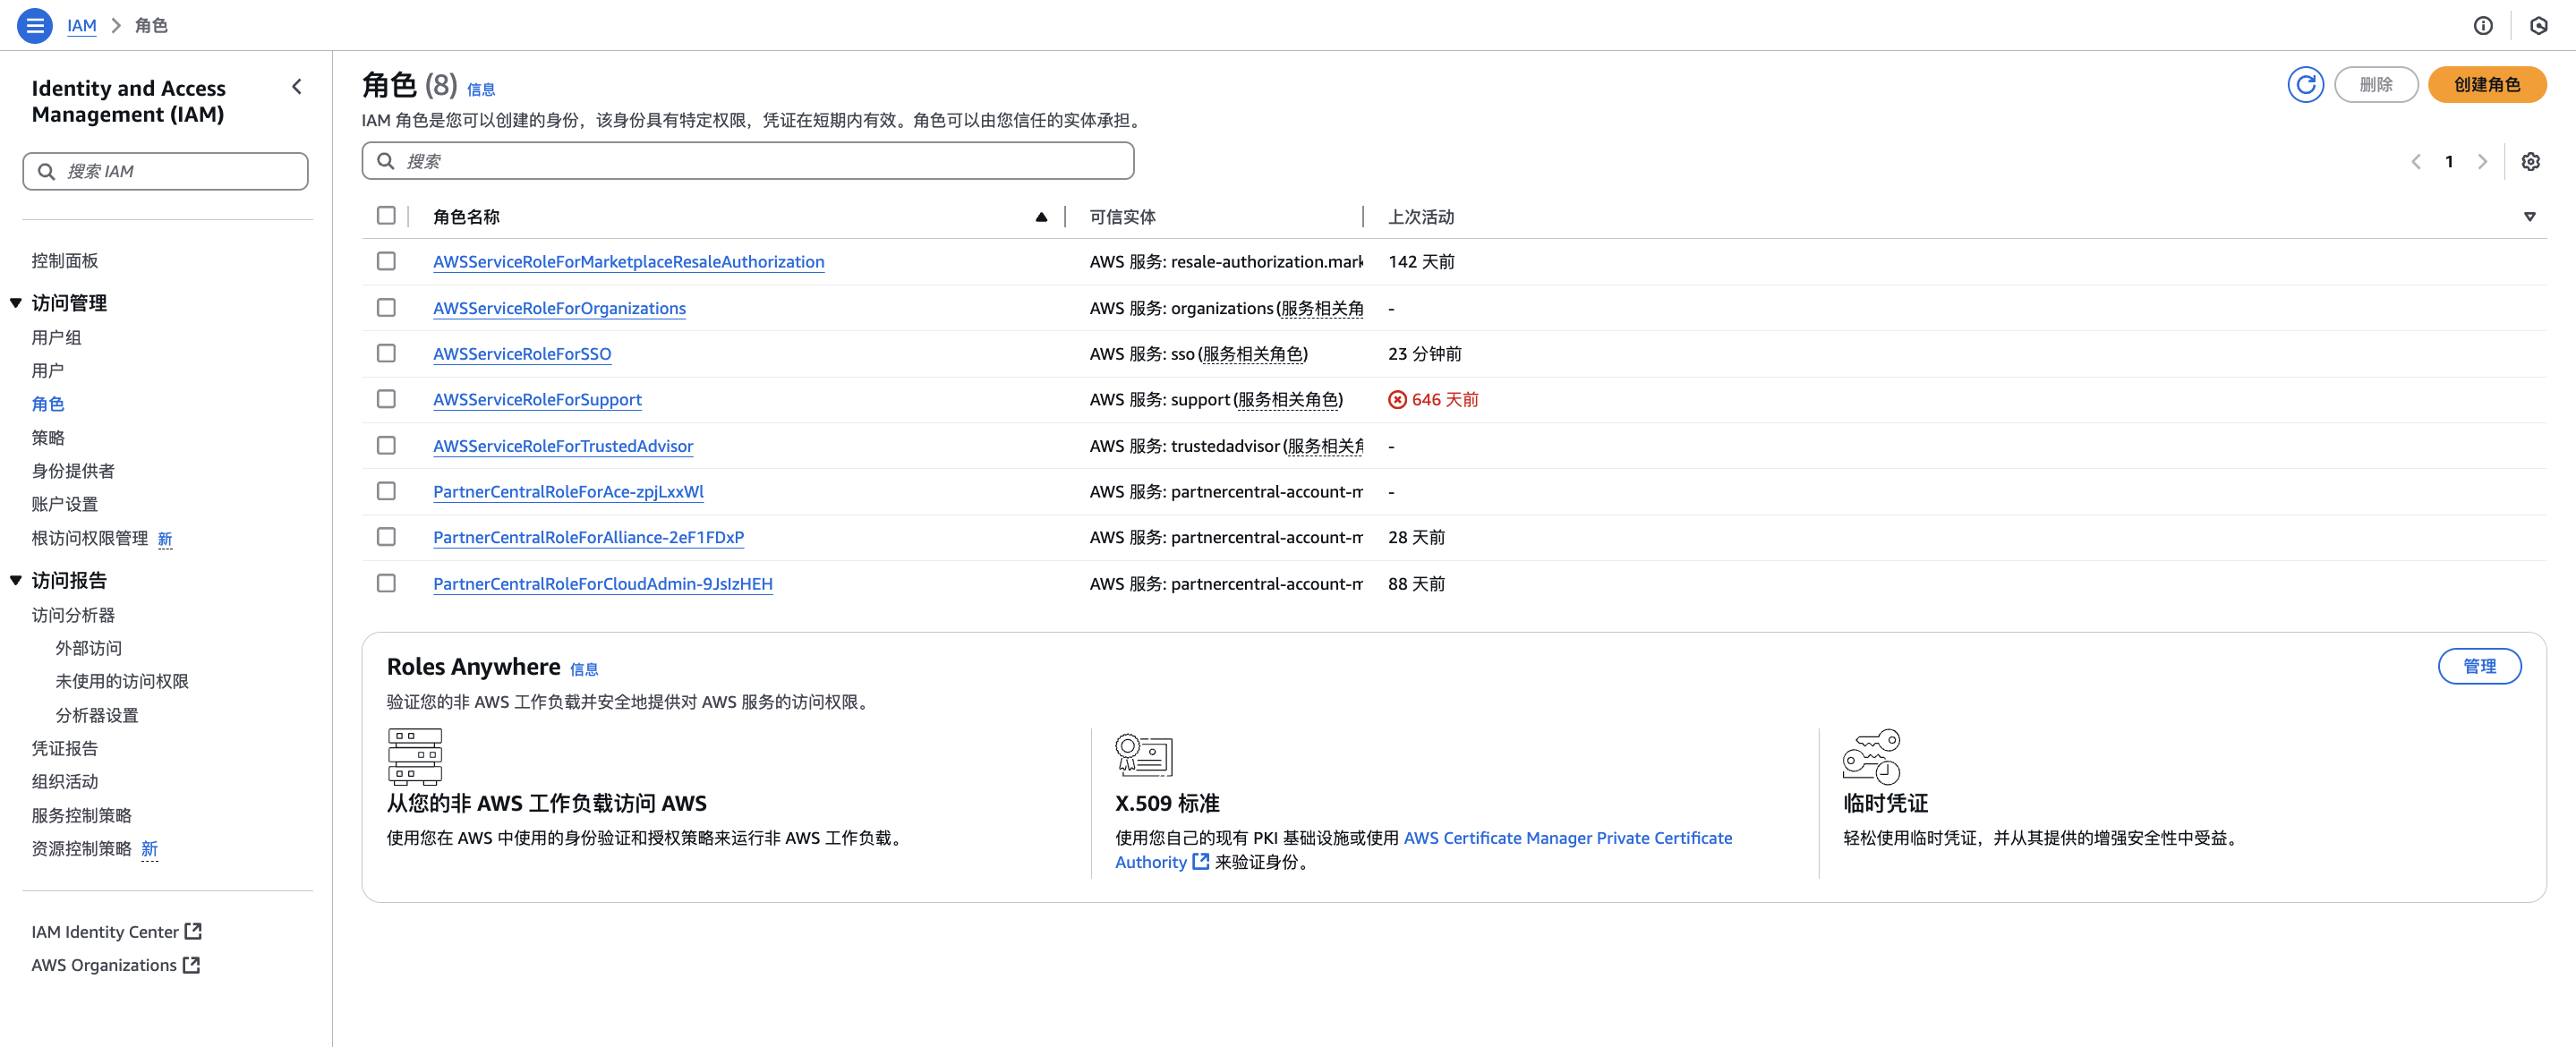 IAM > 角色
Identity and Access
Management (IAM)
搜索 IAM
控制面板
访问管理
用户组
用户
角色
策略
身份提供者
账户设置
根访问权限管理 新
访问报告
访问分析器
外部访问
未使用的访问权限
分析器设置
凭证报告
组织活动
服务控制策略
资源控制策略 新
IAM Identity Center
AWS Organizations
角色 (8) 信息
删除
创建角色
IAM 角色是您可以创建的身份，该身份具有特定权限，凭证在短期内有效。角色可以由您信任的实体承担。
搜索
1
角色名称 可信实体 上次活动
AWSServiceRoleForMarketplaceResaleAuthorization AWS 服务: resale-authorization.mark 142 天前
AWSServiceRoleForOrganizations AWS 服务: organizations(服务相关角 -
AWSServiceRoleForSSO AWS 服务: sso(服务相关角色) 23 分钟前
AWSServiceRoleForSupport AWS 服务: support(服务相关角色) 646 天前
AWSServiceRoleForTrustedAdvisor AWS 服务: trustedadvisor(服务相关角 -
PartnerCentralRoleForAce-zpjLxxWl AWS 服务: partnercentral-account-m -
PartnerCentralRoleForAlliance-2eF1FDxP AWS 服务: partnercentral-account-m 28 天前
PartnerCentralRoleForCloudAdmin-9JsIzHEH AWS 服务: partnercentral-account-m 88 天前
Roles Anywhere 信息
管理
验证您的非 AWS 工作负载并安全地提供对 AWS 服务的访问权限。
从您的非 AWS 工作负载访问 AWS
使用您在 AWS 中使用的身份验证和授权策略来运行非 AWS 工作负载。
X.509 标准
使用您自己的现有 PKI 基础设施或使用 AWS Certificate Manager Private Certificate
Authority 来验证身份。
临时凭证
轻松使用临时凭证，并从其提供的增强安全性中受益。